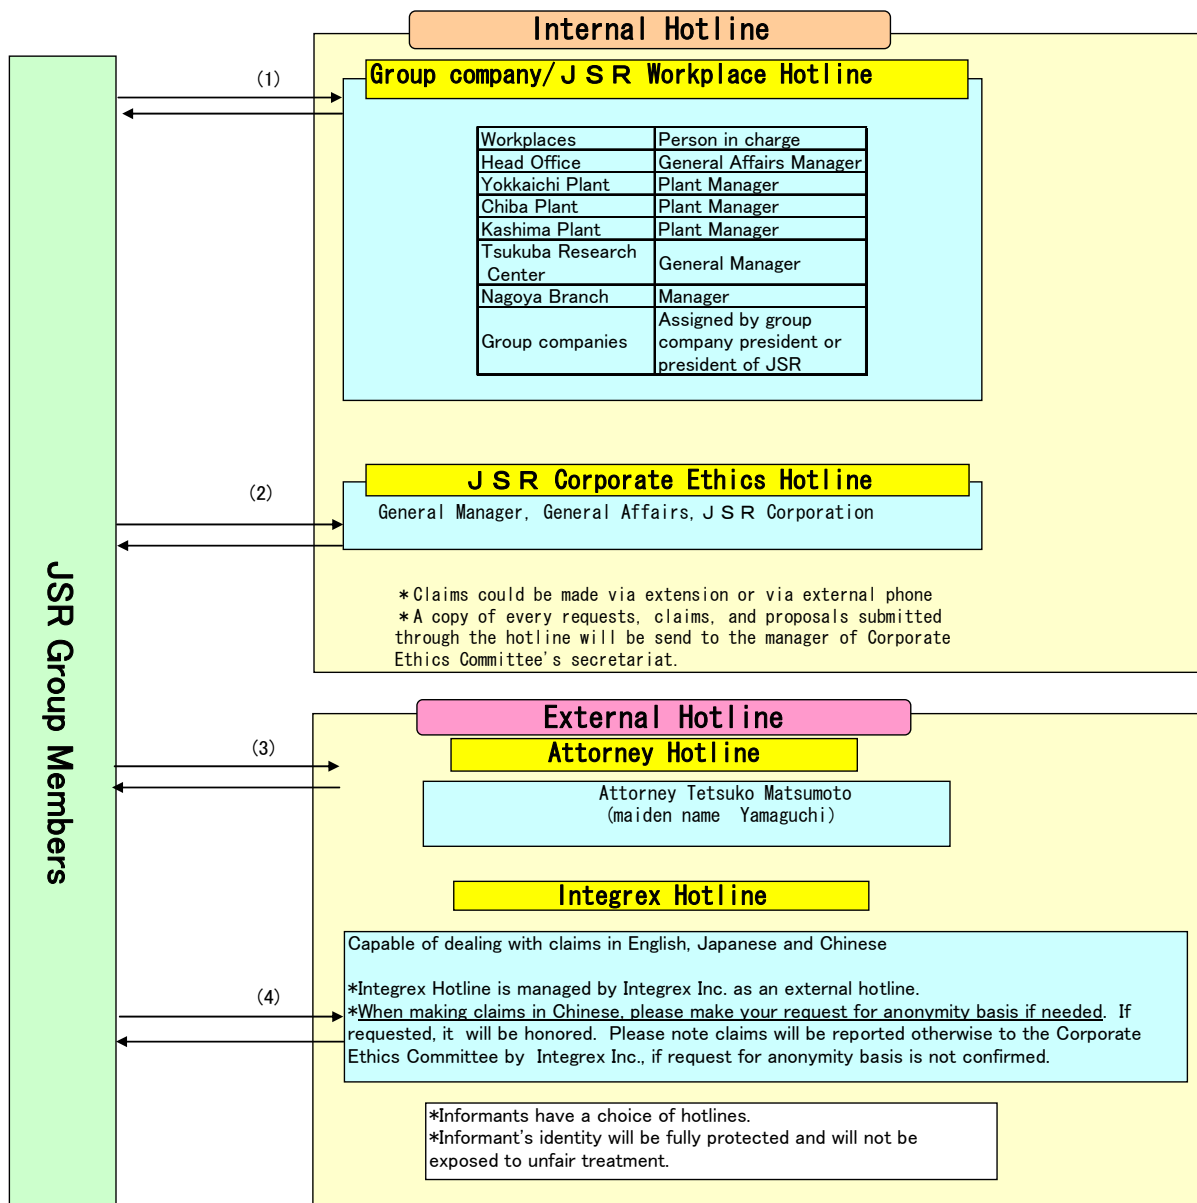 JSR Group Members
Internal Hotline
(1)
Group company/ＪＳＲ Workplace Hotline
Workplaces Person in charge
Head Office General Affairs Manager
Yokkaichi Plant Plant Manager
Chiba Plant Plant Manager
Kashima Plant Plant Manager
Tsukuba Research
Center
General Manager
Nagoya Branch Manager
Group companies
Assigned by group
company president or
president of JSR
(2)
ＪＳＲ Corporate Ethics Hotline
General Manager, General Affairs, ＪＳＲ Corporation
＊Claims could be made via extension or via external phone
＊A copy of every requests, claims, and proposals submitted
through the hotline will be send to the manager of Corporate
Ethics Committee's secretariat.
External Hotline
(3)
Attorney Hotline
Attorney Tetsuko Matsumoto
(maiden name Yamaguchi)
Integrex Hotline
(4)
Capable of dealing with claims in English, Japanese and Chinese
*Integrex Hotline is managed by Integrex Inc. as an external hotline.
*When making claims in Chinese, please make your request for anonymity basis if needed. If
requested, it will be honored. Please note claims will be reported otherwise to the Corporate
Ethics Committee by Integrex Inc., if request for anonymity basis is not confirmed.
*Informants have a choice of hotlines.
*Informant's identity will be fully protected and will not be
exposed to unfair treatment.